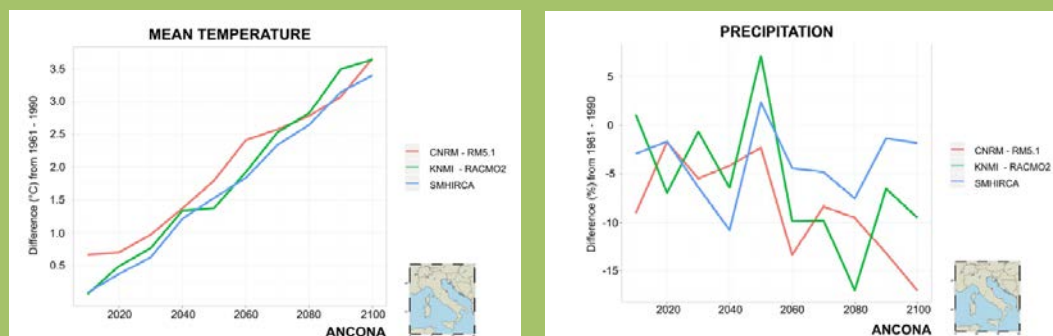 MEAN TEMPERATURE
Difference (°C) from 1961 - 1990
3.5
3.0
2.5
2.0
1.5
1.0
0.5
2020 2040 2060 2080 2100
CNRM - RM5.1
KNMI - RACMO2
SMHIRCA
ANCONA
PRECIPITATION
Difference (%) from 1961 - 1990
5
0
-5
-10
-15
2020 2040 2060 2080 2100
CNRM - RM5.1
KNMI - RACMO2
SMHIRCA
ANCONA